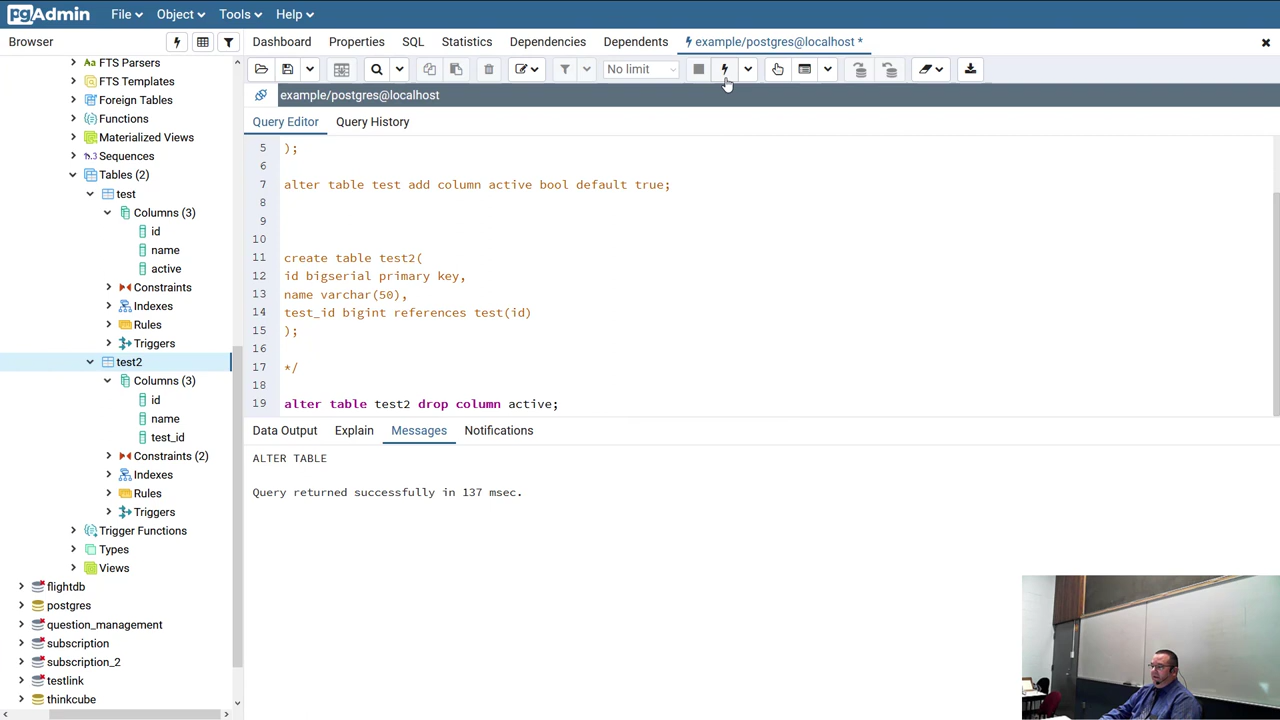 pgAdmin File Object Tools Help
Browser
Dashboard Properties SQL Statistics Dependencies Dependents example/postgres@localhost *
No limit
example/postgres@localhost
Query Editor Query History
FTS Parsers
FTS Templates
Foreign Tables
Functions
Materialized Views
Sequences
Tables (2)
test
Columns (3)
id
name
active
Constraints
Indexes
Rules
Triggers
test2
Columns (3)
id
name
test_id
Constraints (2)
Indexes
Rules
Triggers
Trigger Functions
Types
Views
flightdb
postgres
question_management
subscription
subscription_2
testlink
thinkcube
5 );
6
7 alter table test add column active bool default true;
8
9
10
11 create table test2(
12 id bigserial primary key,
13 name varchar(50),
14 test_id bigint references test(id)
15 );
16
17 */
18
19 alter table test2 drop column active;
Data Output Explain Messages Notifications
ALTER TABLE
Query returned successfully in 137 msec.